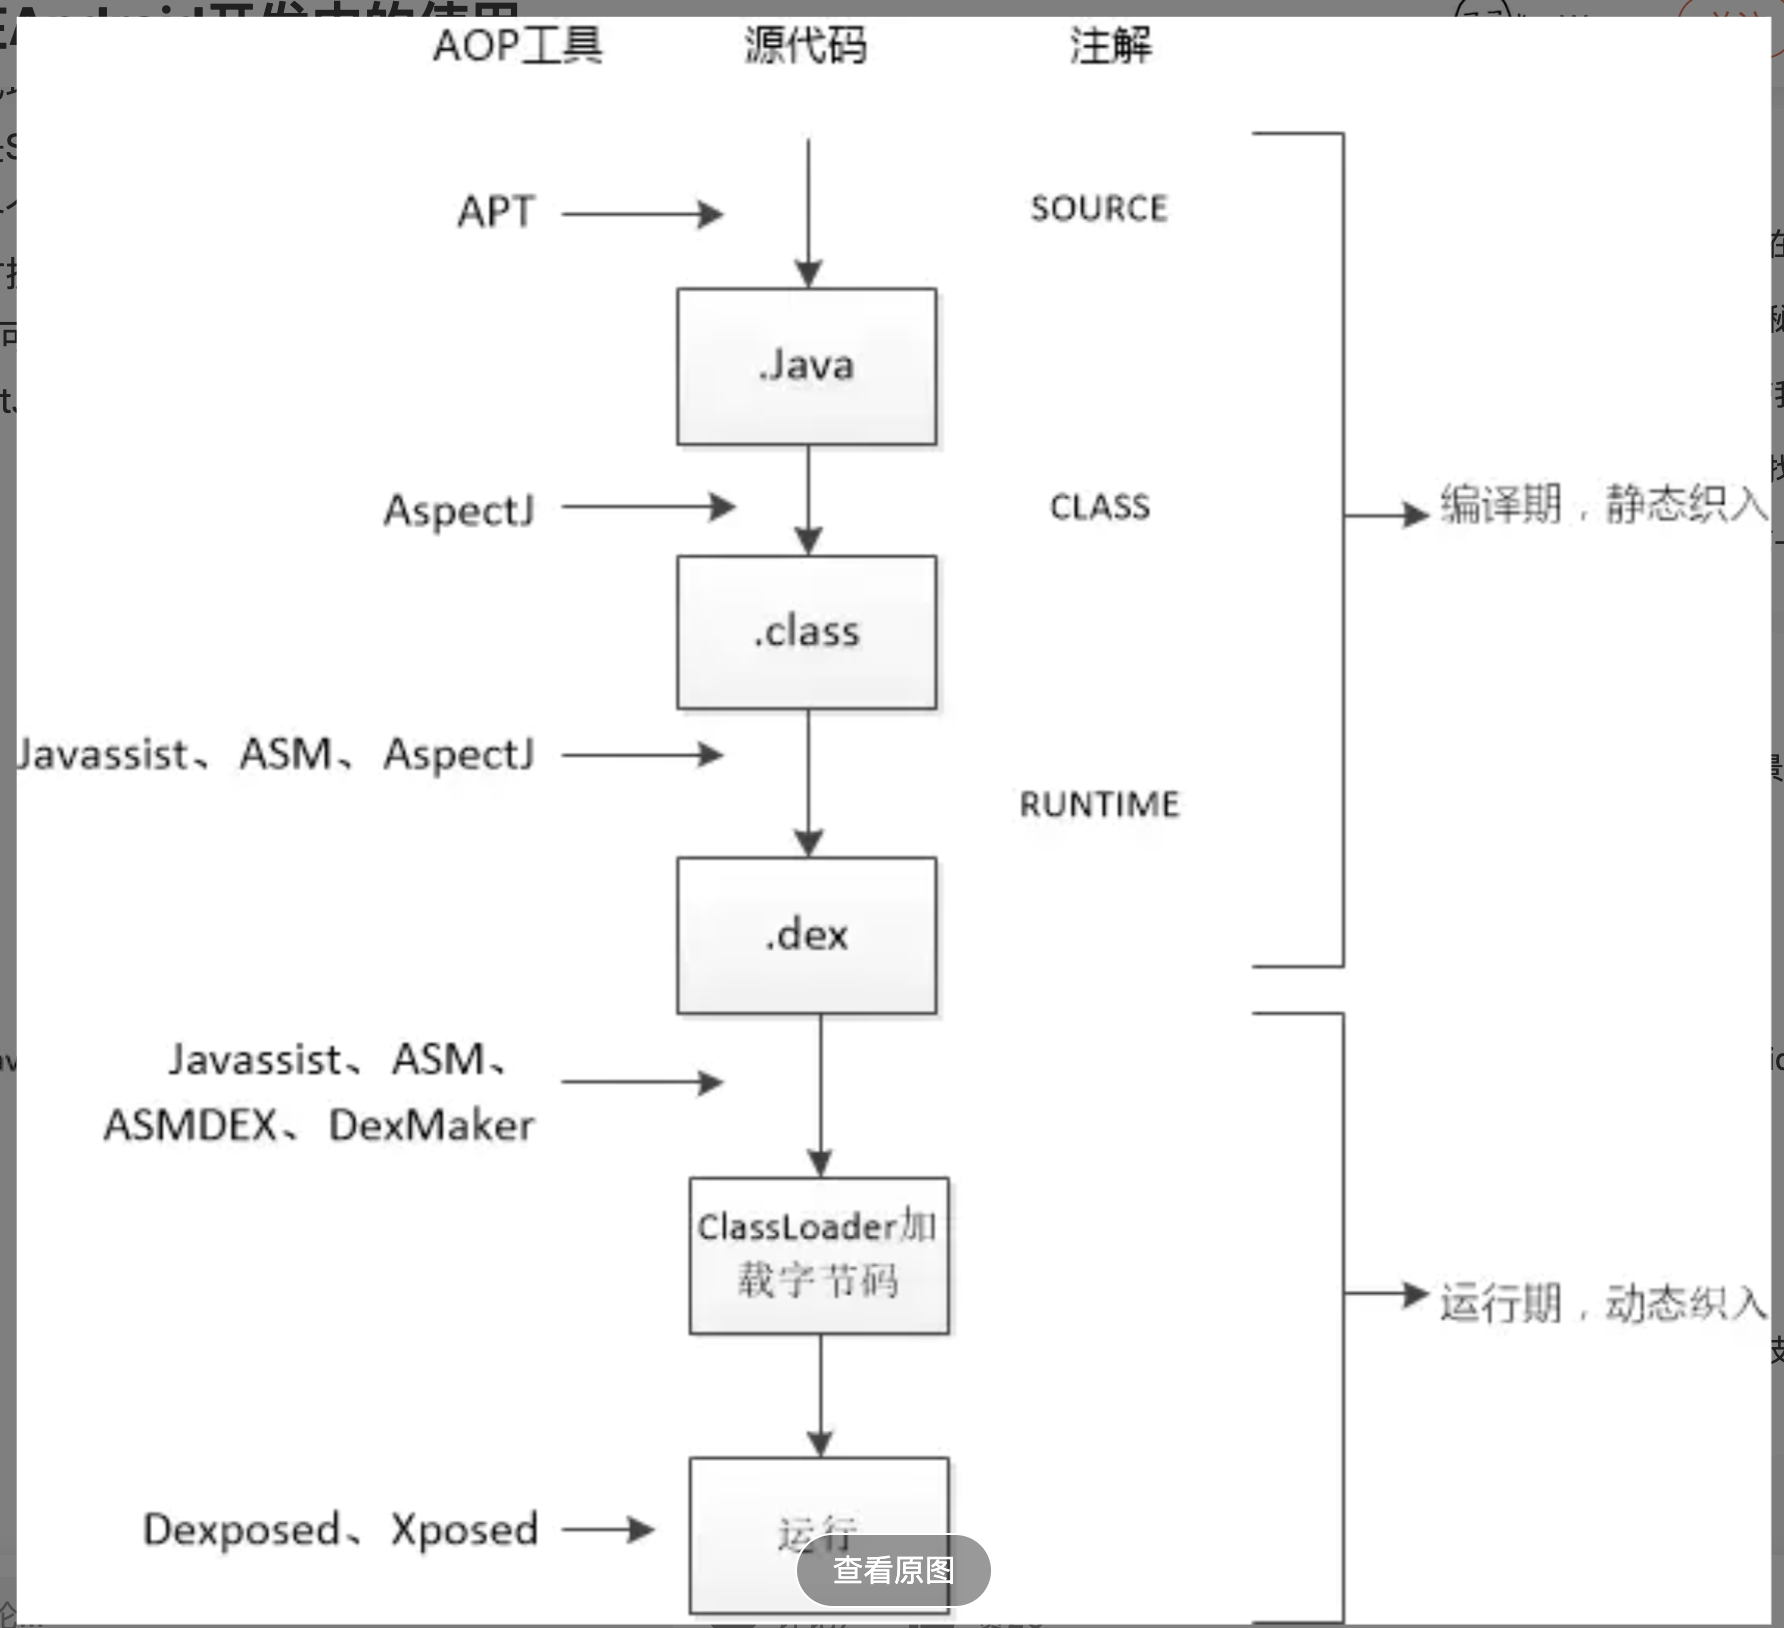 AOP工具 源代码 注解
APT SOURCE
.Java
AspectJ CLASS 编译期，静态织入
.class
Javassist、ASM、AspectJ
RUNTIME
.dex
Javassist、ASM、
ASMDEX、DexMaker
ClassLoader加
载字节码
运行期，动态织入
Dexposed、Xposed 运行
查看原图